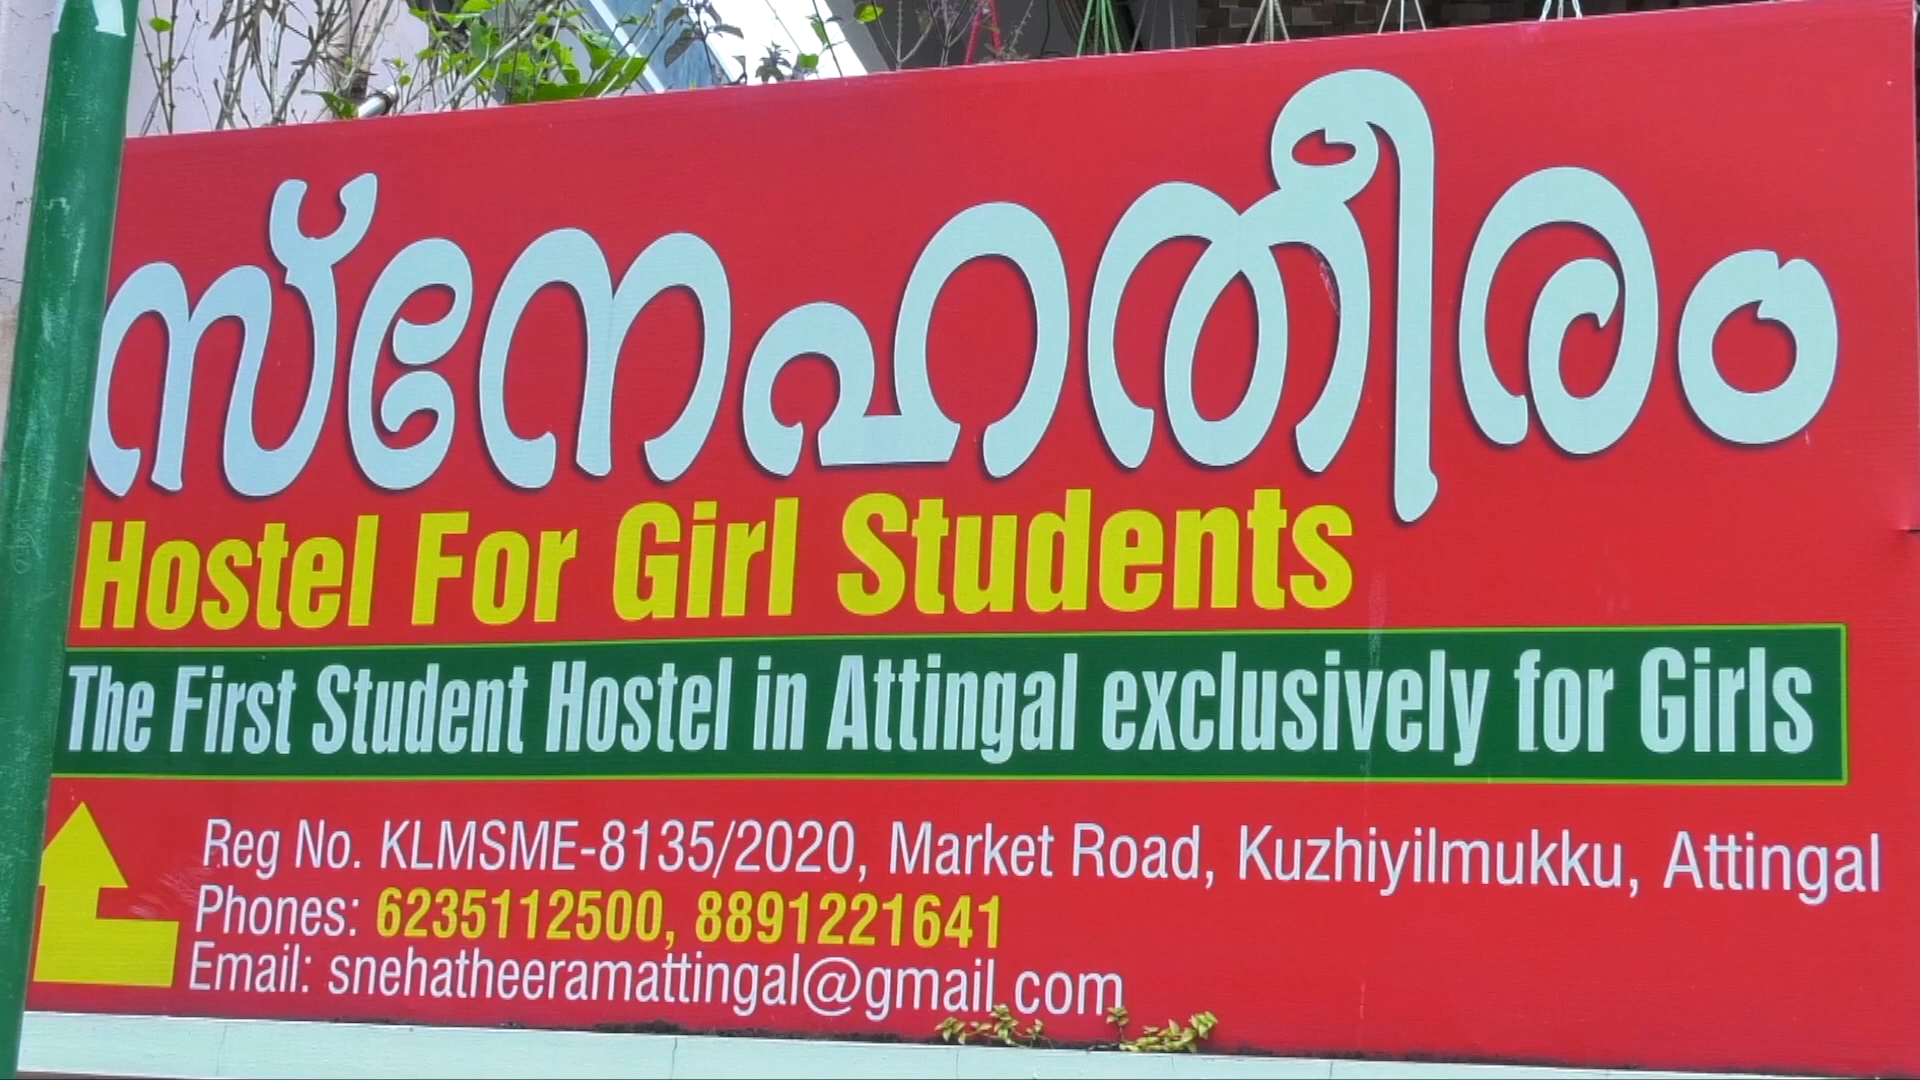 സ്നേഹതീരം
Hostel For Girl Students
The First Student Hostel in Attingal exclusively for Girls
Reg No. KLMSME-8135/2020, Market Road, Kuzhiyilmukku, Attingal
Phones: 6235112500, 8891221641
Email: snehatheeramattingal@gmail.com